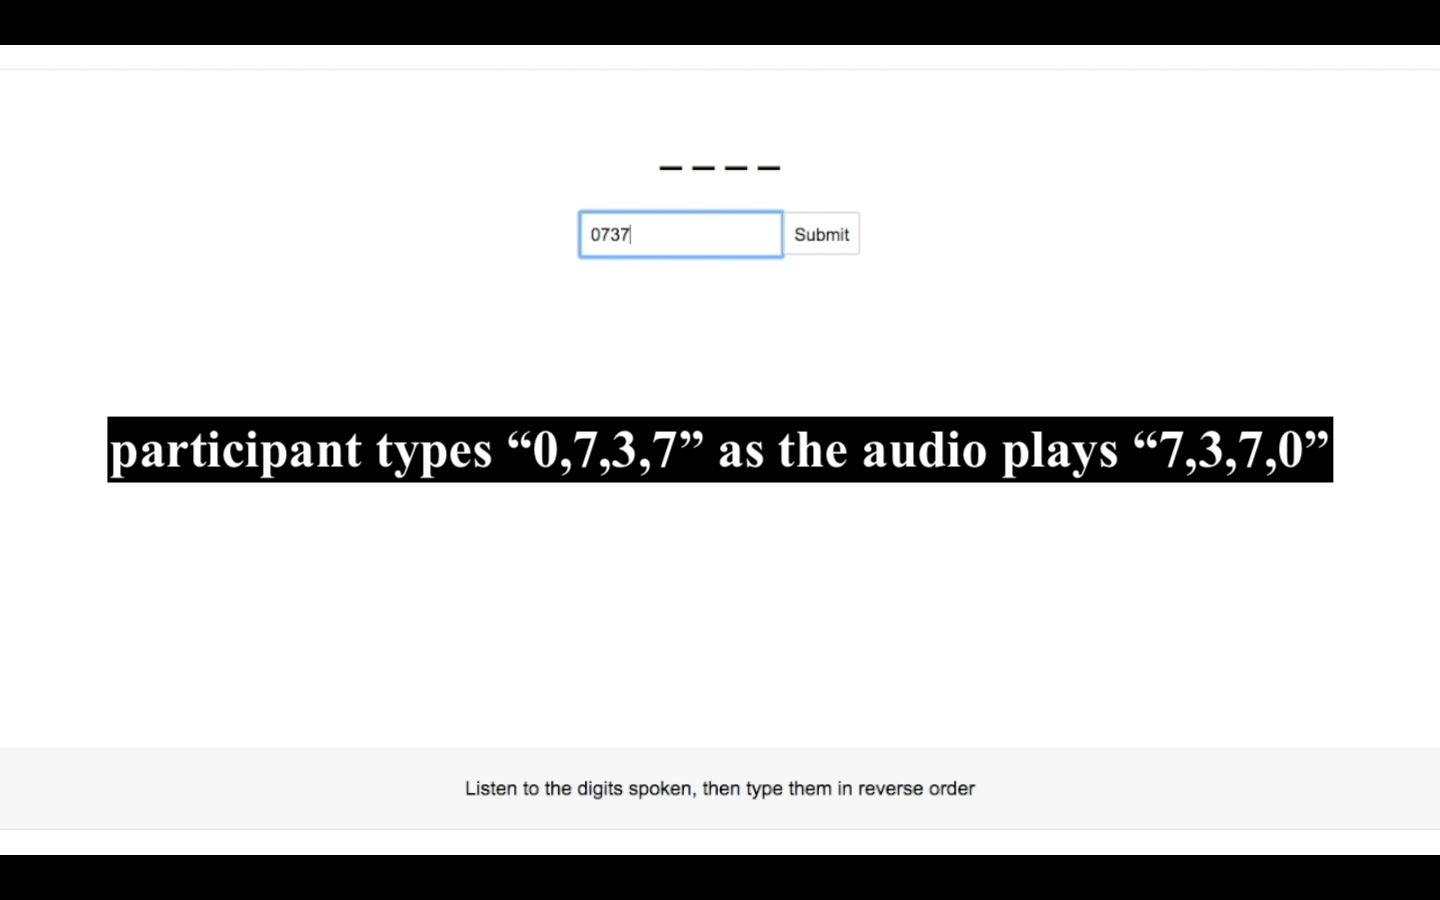 _ _ _ _
0737
Submit
participant types “0,7,3,7” as the audio plays “7,3,7,0”
Listen to the digits spoken, then type them in reverse order